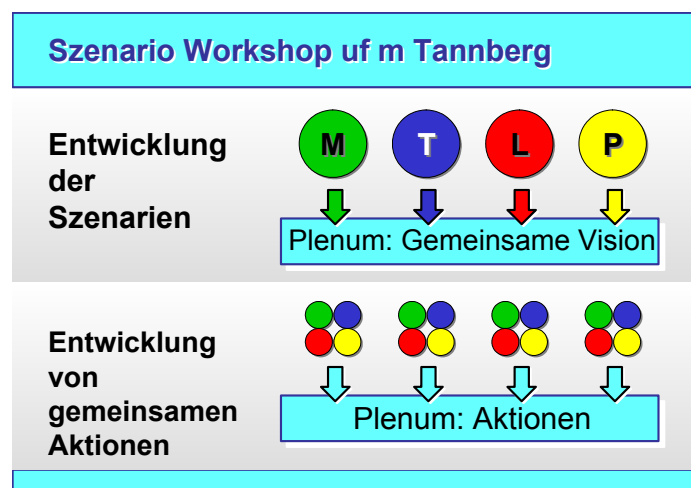 Szenario Workshop uf m Tannberg
Entwicklung
der
Szenarien
M T L P
Plenum: Gemeinsame Vision
Entwicklung
von
gemeinsamen
Aktionen
Plenum: Aktionen